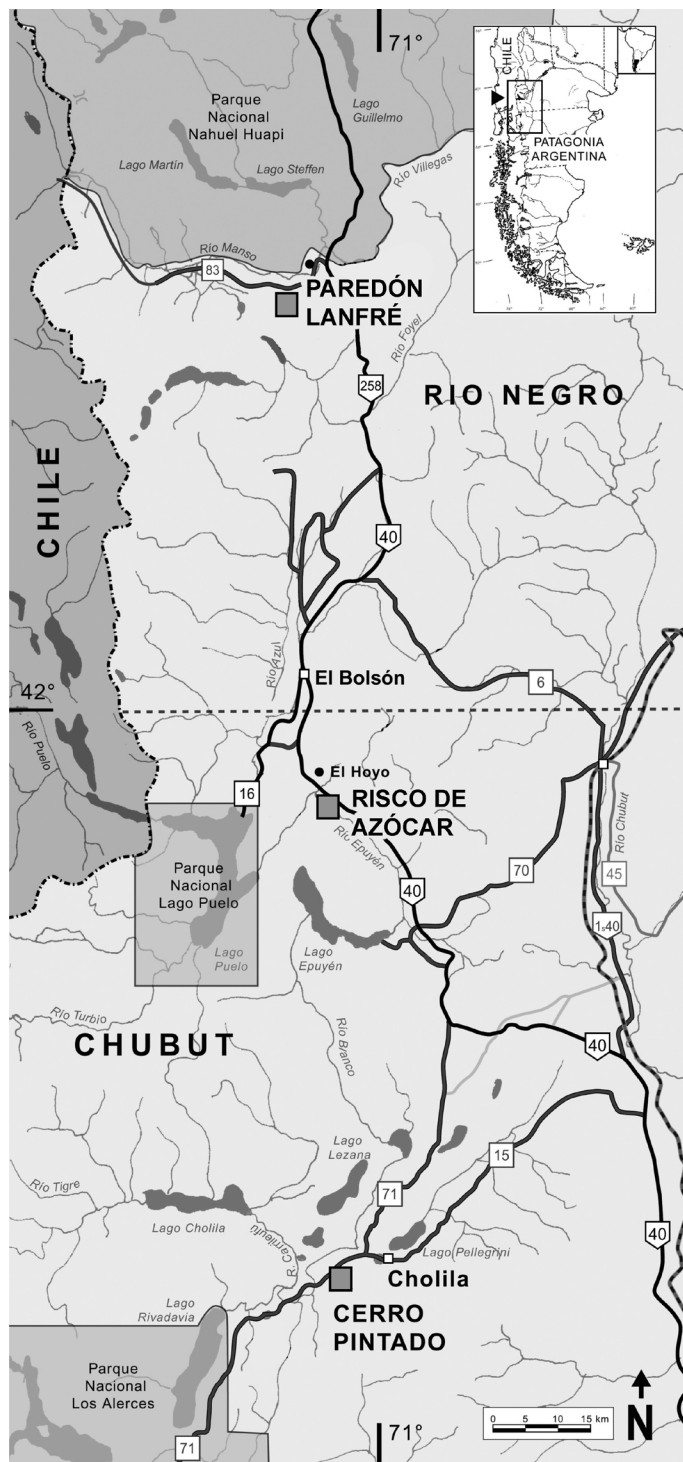 71°
CHILE
PATAGONIA
ARGENTINA
Parque
Nacional
Nahuel Huapi
Lago
Guillelmo
Lago Martín
Lago Steffen
Río Villegas
Río Manso
83
PAREDÓN
LANFRÉ
Río Foyel
258
RIO NEGRO
CHILE
40
Río Azul
El Bolsón
6
42°
Río Puelo
El Hoyo
16
RISCO DE
AZÓCAR
Río Epuyén
Río Chubut
Parque
Nacional
Lago Puelo
70
45
40
1s40
Lago
Puelo
Lago
Epuyén
Río Turbio
CHUBUT
Río Blanco
40
Lago
Lezana
15
Río Tigre
71
Lago Cholila
R. Carrileufú
Lago Pellegrini
40
Cholila
Lago
Rivadavia
CERRO
PINTADO
Parque
Nacional
Los Alerces
N
0 5 10 15 km
71
71°